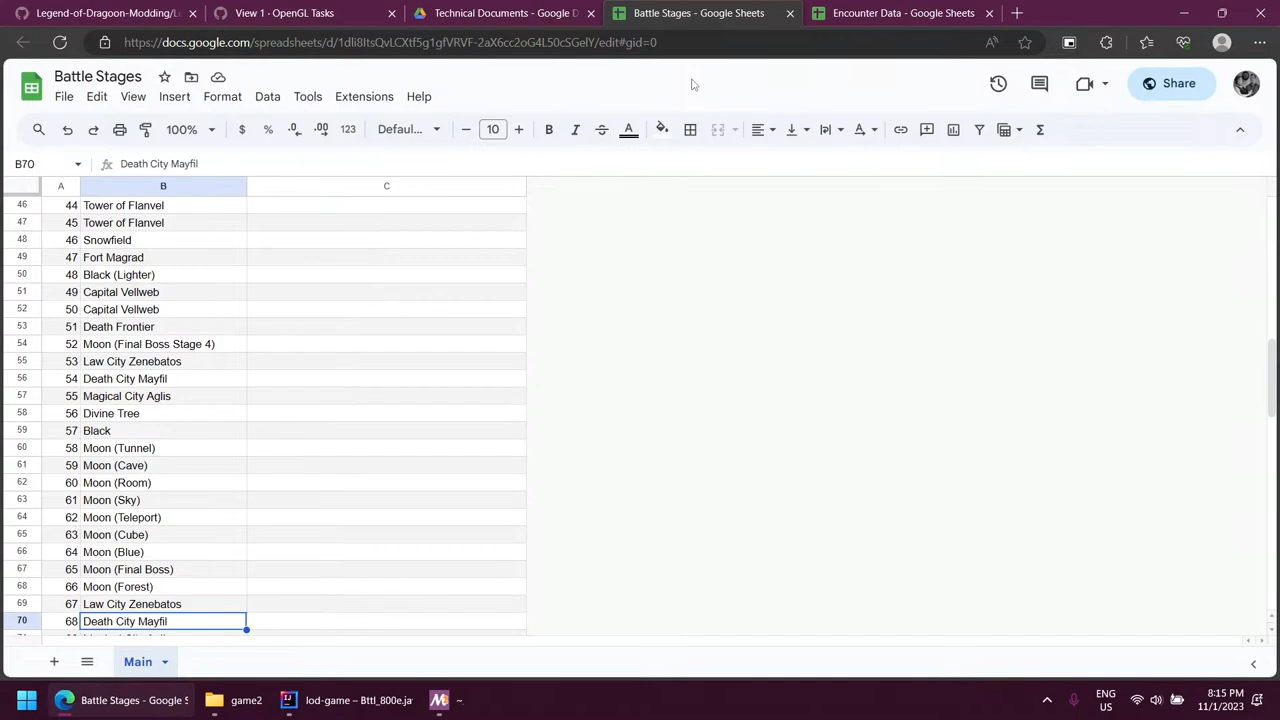 Legend-of-Dragoon-Modding/L
View 1 · OpenGL Tasks
Technical Documents - Google D
Battle Stages - Google Sheets
Encounter Data - Google Sheets
https://docs.google.com/spreadsheets/d/1dli8ItsQvLCXtf5g1gfVRVF-2aX6cc2oG4L50cSGelY/edit#gid=0
Battle Stages
File Edit View Insert Format Data Tools Extensions Help
Share
100% $ % .0 .00 123 Defaul... 10 B I A
B70 fx Death City Mayfil
A B C
46 44 Tower of Flanvel
47 45 Tower of Flanvel
48 46 Snowfield
49 47 Fort Magrad
50 48 Black (Lighter)
51 49 Capital Vellweb
52 50 Capital Vellweb
53 51 Death Frontier
54 52 Moon (Final Boss Stage 4)
55 53 Law City Zenebatos
56 54 Death City Mayfil
57 55 Magical City Aglis
58 56 Divine Tree
59 57 Black
60 58 Moon (Tunnel)
61 59 Moon (Cave)
62 60 Moon (Room)
63 61 Moon (Sky)
64 62 Moon (Teleport)
65 63 Moon (Cube)
66 64 Moon (Blue)
67 65 Moon (Final Boss)
68 66 Moon (Forest)
69 67 Law City Zenebatos
70 68 Death City Mayfil
Main
Battle Stages - Google S
game2
lod-game – Bttl_800e.ja
~
ENG
US
8:15 PM
11/1/2023